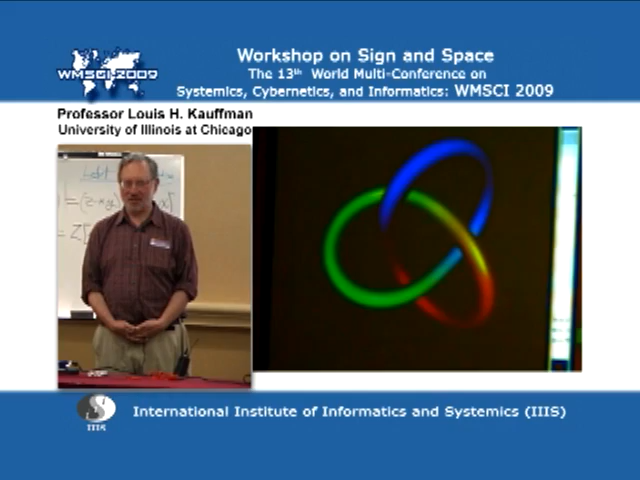 Workshop on Sign and Space
The 13th World Multi-Conference on
Systemics, Cybernetics, and Informatics: WMSCI 2009
WMSCI 2009
Professor Louis H. Kauffman
University of Illinois at Chicago
Left
IIIS
International Institute of Informatics and Systemics (IIIS)